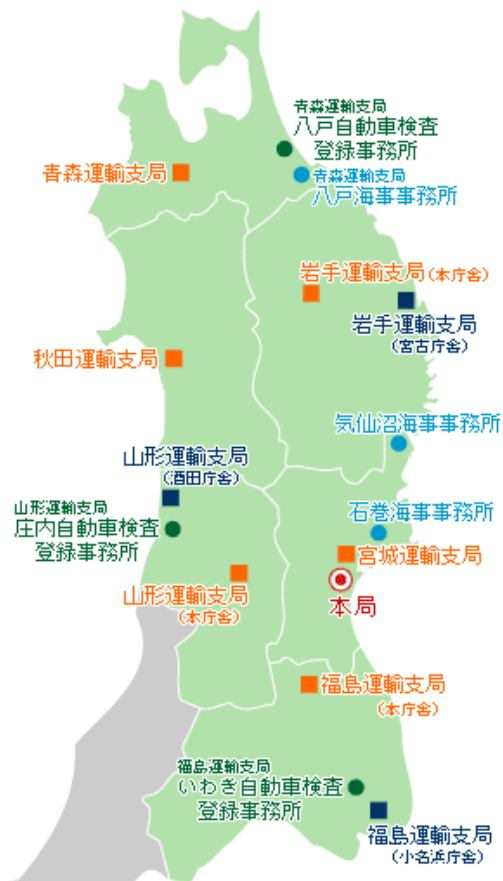 青森運輸支局
八戸自動車検査
登録事務所
青森運輸支局
青森運輸支局
八戸海事事務所
岩手運輸支局(本庁舎)
岩手運輸支局
(宮古庁舎)
秋田運輸支局
気仙沼海事事務所
山形運輸支局
(酒田庁舎)
山形運輸支局
庄内自動車検査
登録事務所
石巻海事事務所
宮城運輸支局
山形運輸支局
(本庁舎)
本局
福島運輸支局
(本庁舎)
福島運輸支局
いわき自動車検査
登録事務所
福島運輸支局
(小名浜庁舎)